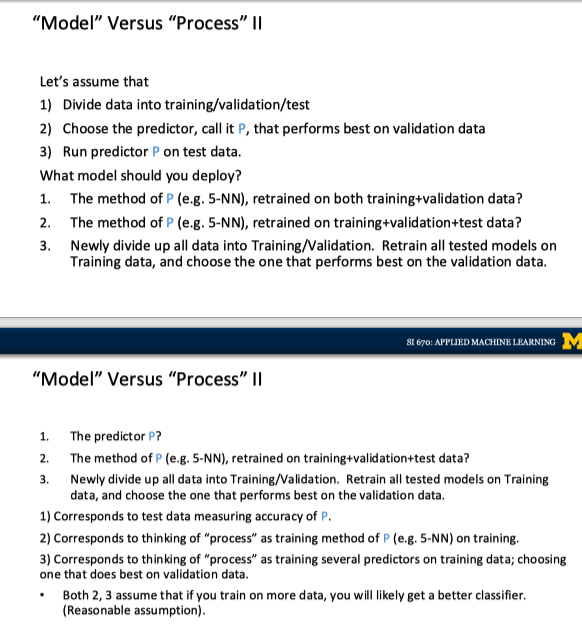 “Model” Versus “Process” II
Let’s assume that
1) Divide data into training/validation/test
2) Choose the predictor, call it P, that performs best on validation data
3) Run predictor P on test data.
What model should you deploy?
1. The method of P (e.g. 5-NN), retrained on both training+validation data?
2. The method of P (e.g. 5-NN), retrained on training+validation+test data?
3. Newly divide up all data into Training/Validation. Retrain all tested models on
Training data, and choose the one that performs best on the validation data.
SI 670: APPLIED MACHINE LEARNING M
“Model” Versus “Process” II
1. The predictor P?
2. The method of P (e.g. 5-NN), retrained on training+validation+test data?
3. Newly divide up all data into Training/Validation. Retrain all tested models on Training
data, and choose the one that performs best on the validation data.
1) Corresponds to test data measuring accuracy of P.
2) Corresponds to thinking of “process” as training method of P (e.g. 5-NN) on training.
3) Corresponds to thinking of “process” as training several predictors on training data; choosing
one that does best on validation data.
• Both 2, 3 assume that if you train on more data, you will likely get a better classifier.
(Reasonable assumption).